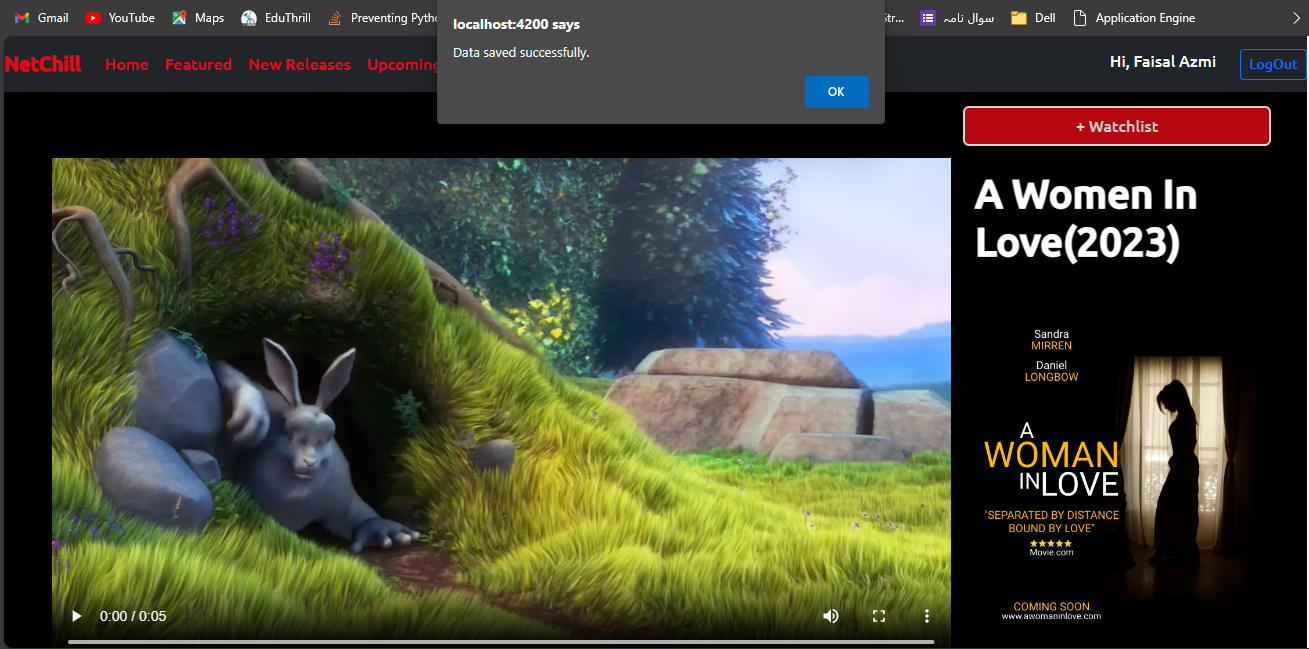 Gmail YouTube Maps EduThrill Preventing Pytho Str... سوال نامہ Dell Application Engine
localhost:4200 says
Data saved successfully.
OK
NetChill Home Featured New Releases Upcoming Hi, Faisal Azmi LogOut
+ Watchlist
A Women In
Love(2023)
Sandra
MIRREN
Daniel
LONGBOW
A
WOMAN
IN LOVE
"SEPARATED BY DISTANCE
BOUND BY LOVE"
Movie.com
COMING SOON
www.awomaninlove.com
0:00 / 0:05